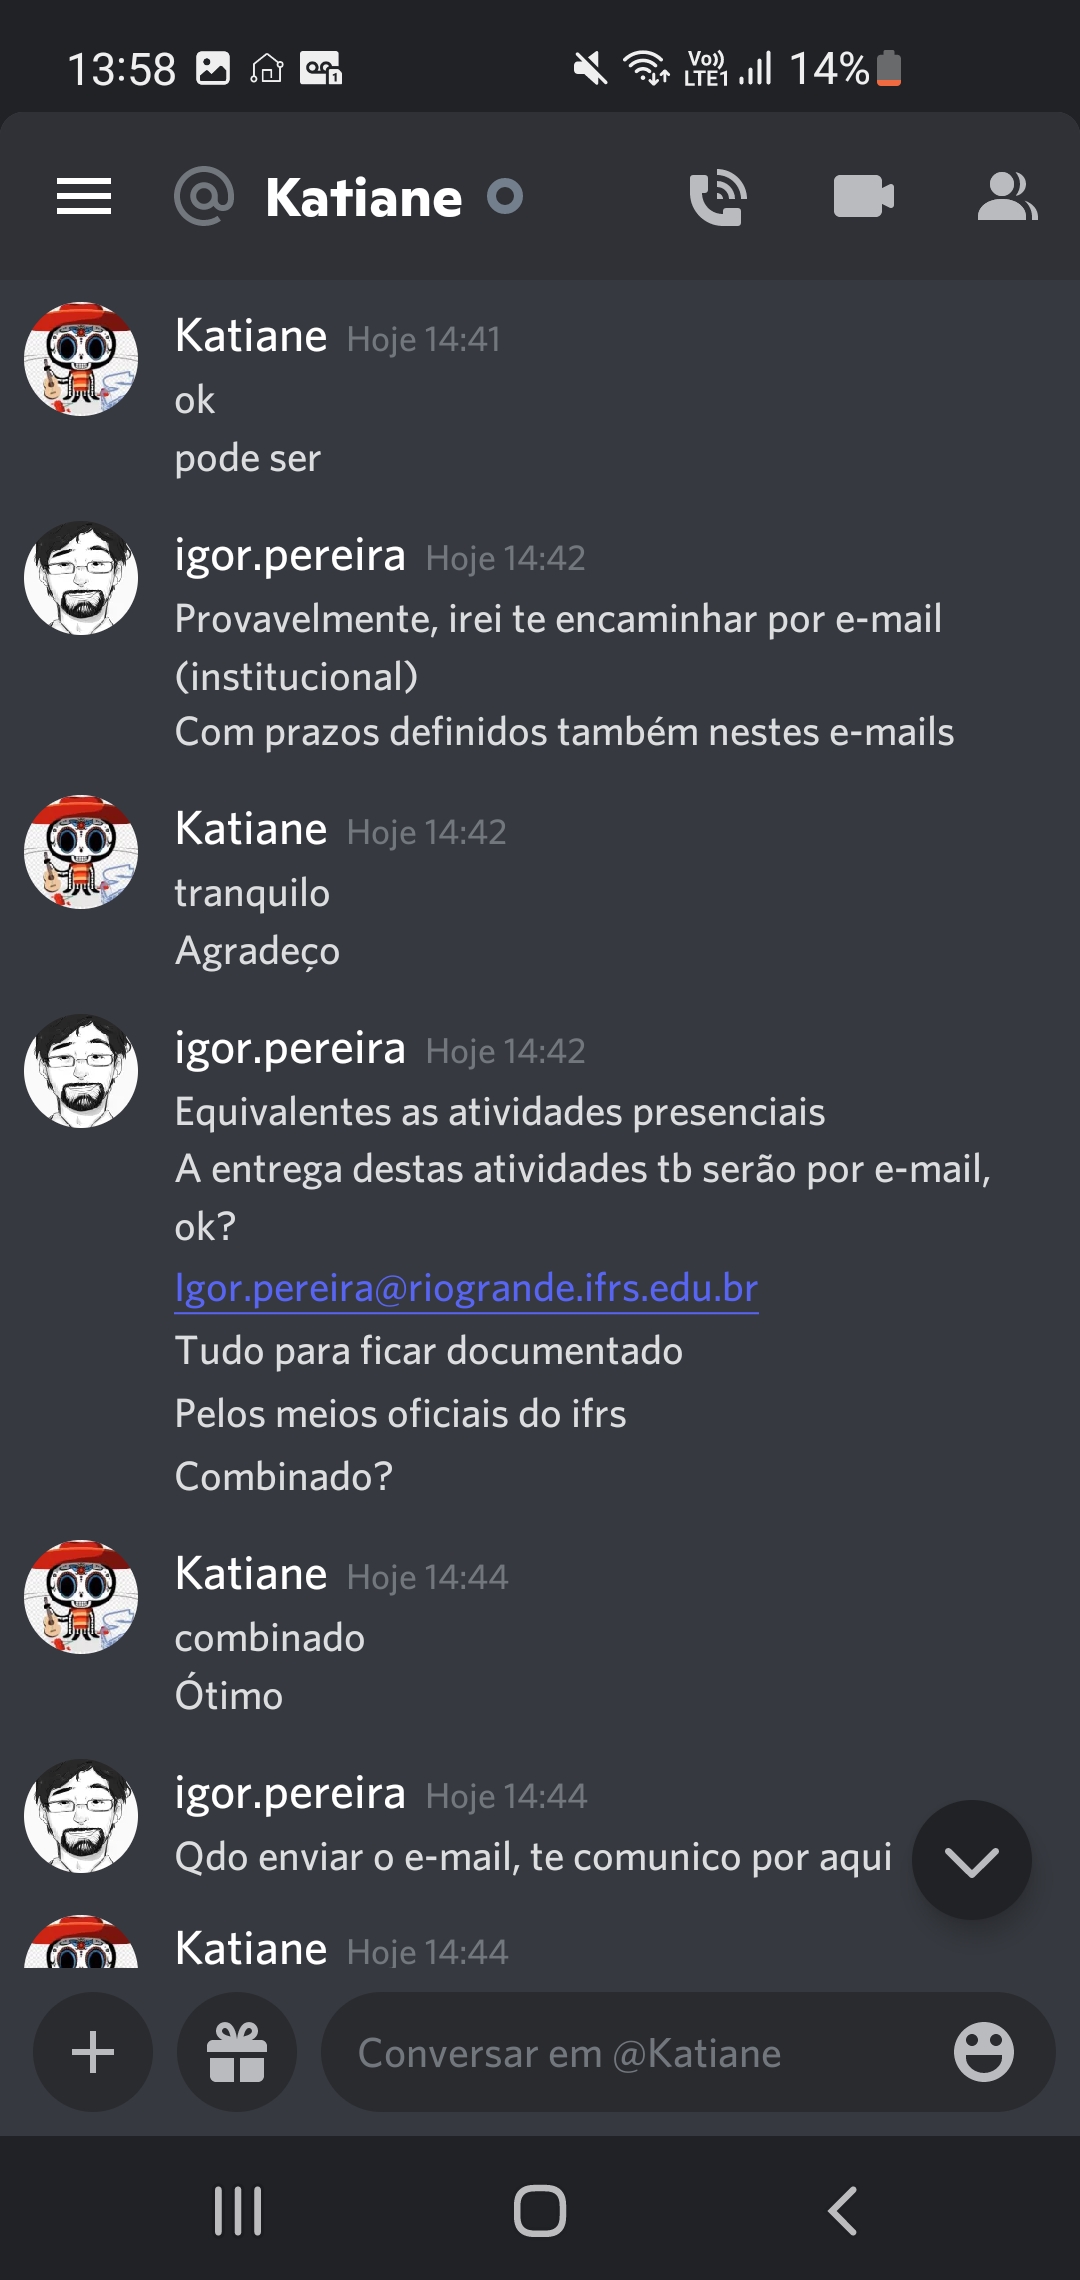 13:58
Vo))
LTE1
14%
Katiane
Katiane Hoje 14:41
ok
pode ser
igor.pereira Hoje 14:42
Provavelmente, irei te encaminhar por e-mail
(institucional)
Com prazos definidos também nestes e-mails
Katiane Hoje 14:42
tranquilo
Agradeço
igor.pereira Hoje 14:42
Equivalentes as atividades presenciais
A entrega destas atividades tb serão por e-mail,
ok?
Igor.pereira@riogrande.ifrs.edu.br
Tudo para ficar documentado
Pelos meios oficiais do ifrs
Combinado?
Katiane Hoje 14:44
combinado
Ótimo
igor.pereira Hoje 14:44
Qdo enviar o e-mail, te comunico por aqui
Katiane Hoje 14:44
Conversar em @Katiane